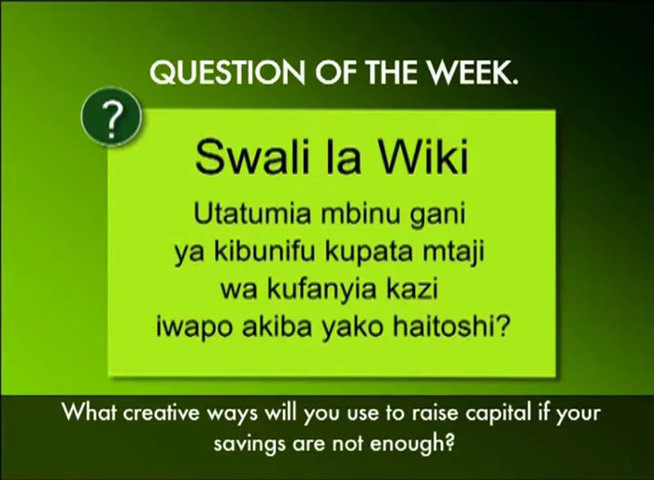 QUESTION OF THE WEEK.
?
Swali la Wiki
Utatumia mbinu gani
ya kibunifu kupata mtaji
wa kufanyia kazi
iwapo akiba yako haitoshi?
What creative ways will you use to raise capital if your
savings are not enough?